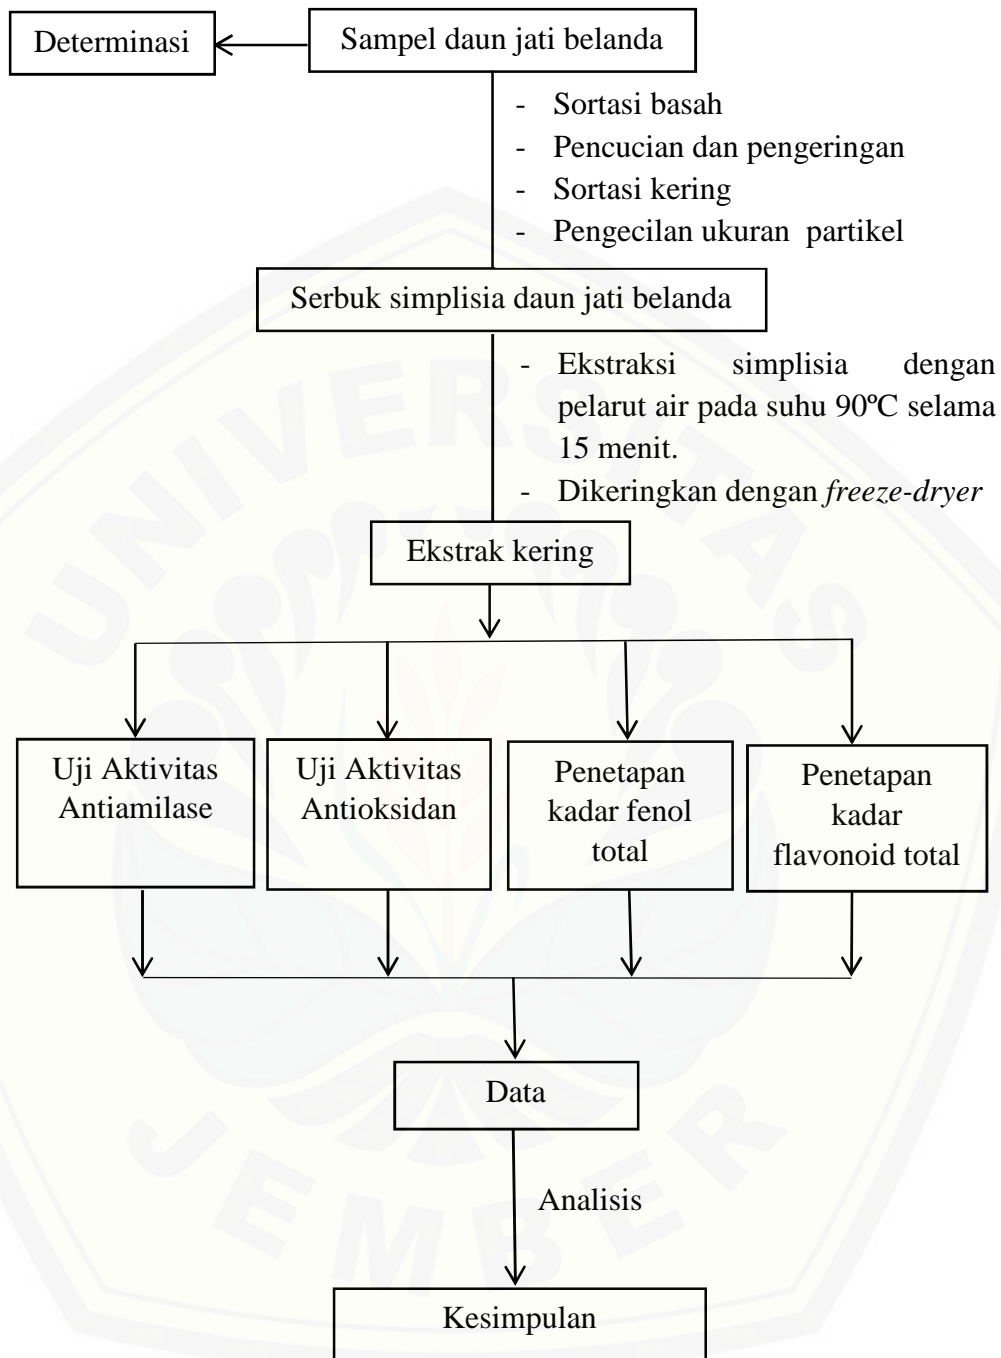 Determinasi
Sampel daun jati belanda
- Sortasi basah
- Pencucian dan pengeringan
- Sortasi kering
- Pengecilan ukuran partikel
Serbuk simplisia daun jati belanda
- Ekstraksi simplisia dengan
pelarut air pada suhu 90ºC selama
15 menit.
- Dikeringkan dengan freeze-dryer
Ekstrak kering
Uji Aktivitas
Antiamilase
Uji Aktivitas
Antioksidan
Penetapan
kadar fenol
total
Penetapan
kadar
flavonoid total
Data
Analisis
Kesimpulan
UNIVERSITAS
JEMBER